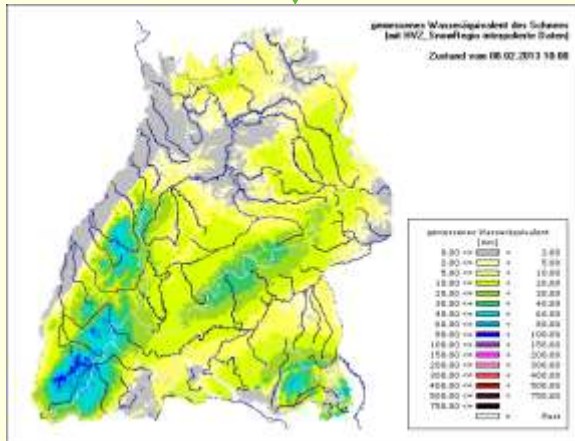 gemessenes Wasseräquivalent des Schnees
(mit HVZ_SnowRegio interpolierte Daten)
Zustand vom 08.02.2013 10:00
gemessenes Wasseräquivalent
[mm]
0.00 <= < 2.00
2.00 <= < 5.00
5.00 <= < 10.00
10.00 <= < 20.00
20.00 <= < 30.00
30.00 <= < 40.00
40.00 <= < 60.00
60.00 <= < 80.00
80.00 <= < 100.00
100.00 <= < 150.00
150.00 <= < 200.00
200.00 <= < 300.00
300.00 <= < 400.00
400.00 <= < 500.00
500.00 <= < 750.00
750.00 <=
= Rest